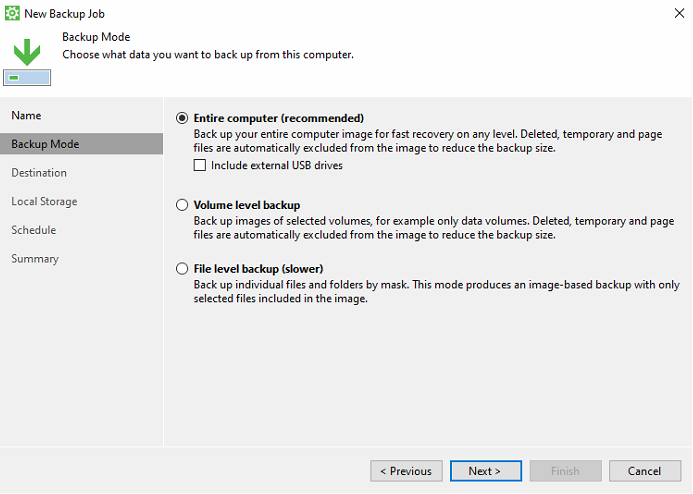 New Backup Job
Backup Mode
Choose what data you want to back up from this computer.
Name
Backup Mode
Destination
Local Storage
Schedule
Summary
Entire computer (recommended)
Back up your entire computer image for fast recovery on any level. Deleted, temporary and page
files are automatically excluded from the image to reduce the backup size.
Include external USB drives
Volume level backup
Back up images of selected volumes, for example only data volumes. Deleted, temporary and page
files are automatically excluded from the image to reduce the backup size.
File level backup (slower)
Back up individual files and folders by mask. This mode produces an image-based backup with only
selected files included in the image.
< Previous
Next >
Finish
Cancel